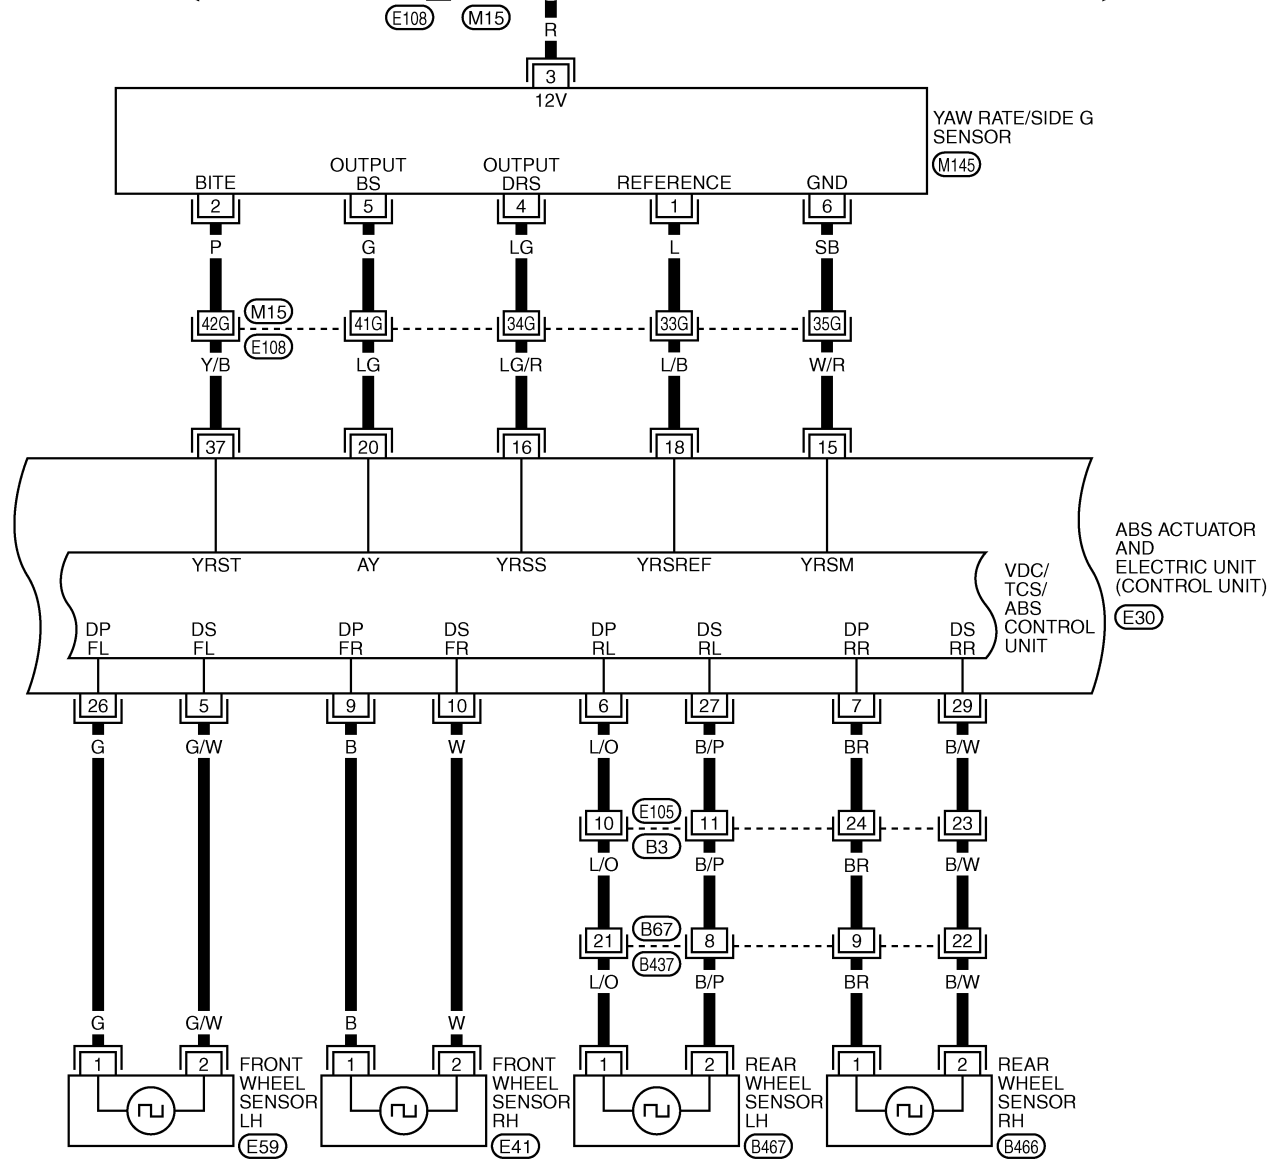 E108 M15
R
3
12V
YAW RATE/SIDE G
SENSOR
M145
OUTPUT OUTPUT
BITE BS DRS REFERENCE GND
2 5 4 1 6
P G LG L SB
M15
42G 41G 34G 33G 35G
E108
Y/B LG LG/R L/B W/R
37 20 16 18 15
ABS ACTUATOR
AND
ELECTRIC UNIT
(CONTROL UNIT)
E30
YRST AY YRSS YRSREF YRSM
VDC/
TCS/
ABS
CONTROL
UNIT
DP DS DP DS DP DS DP DS
FL FL FR FR RL RL RR RR
26 5 9 10 6 27 7 29
G G/W B W L/O B/P BR B/W
E105
10 11 24 23
B3
L/O B/P BR B/W
B67
21 8 9 22
B437
L/O B/P BR B/W
G G/W B W
1 2 1 2 1 2 1 2
FRONT
WHEEL
SENSOR
LH
E59
FRONT
WHEEL
SENSOR
RH
E41
REAR
WHEEL
SENSOR
LH
B467
REAR
WHEEL
SENSOR
RH
B466